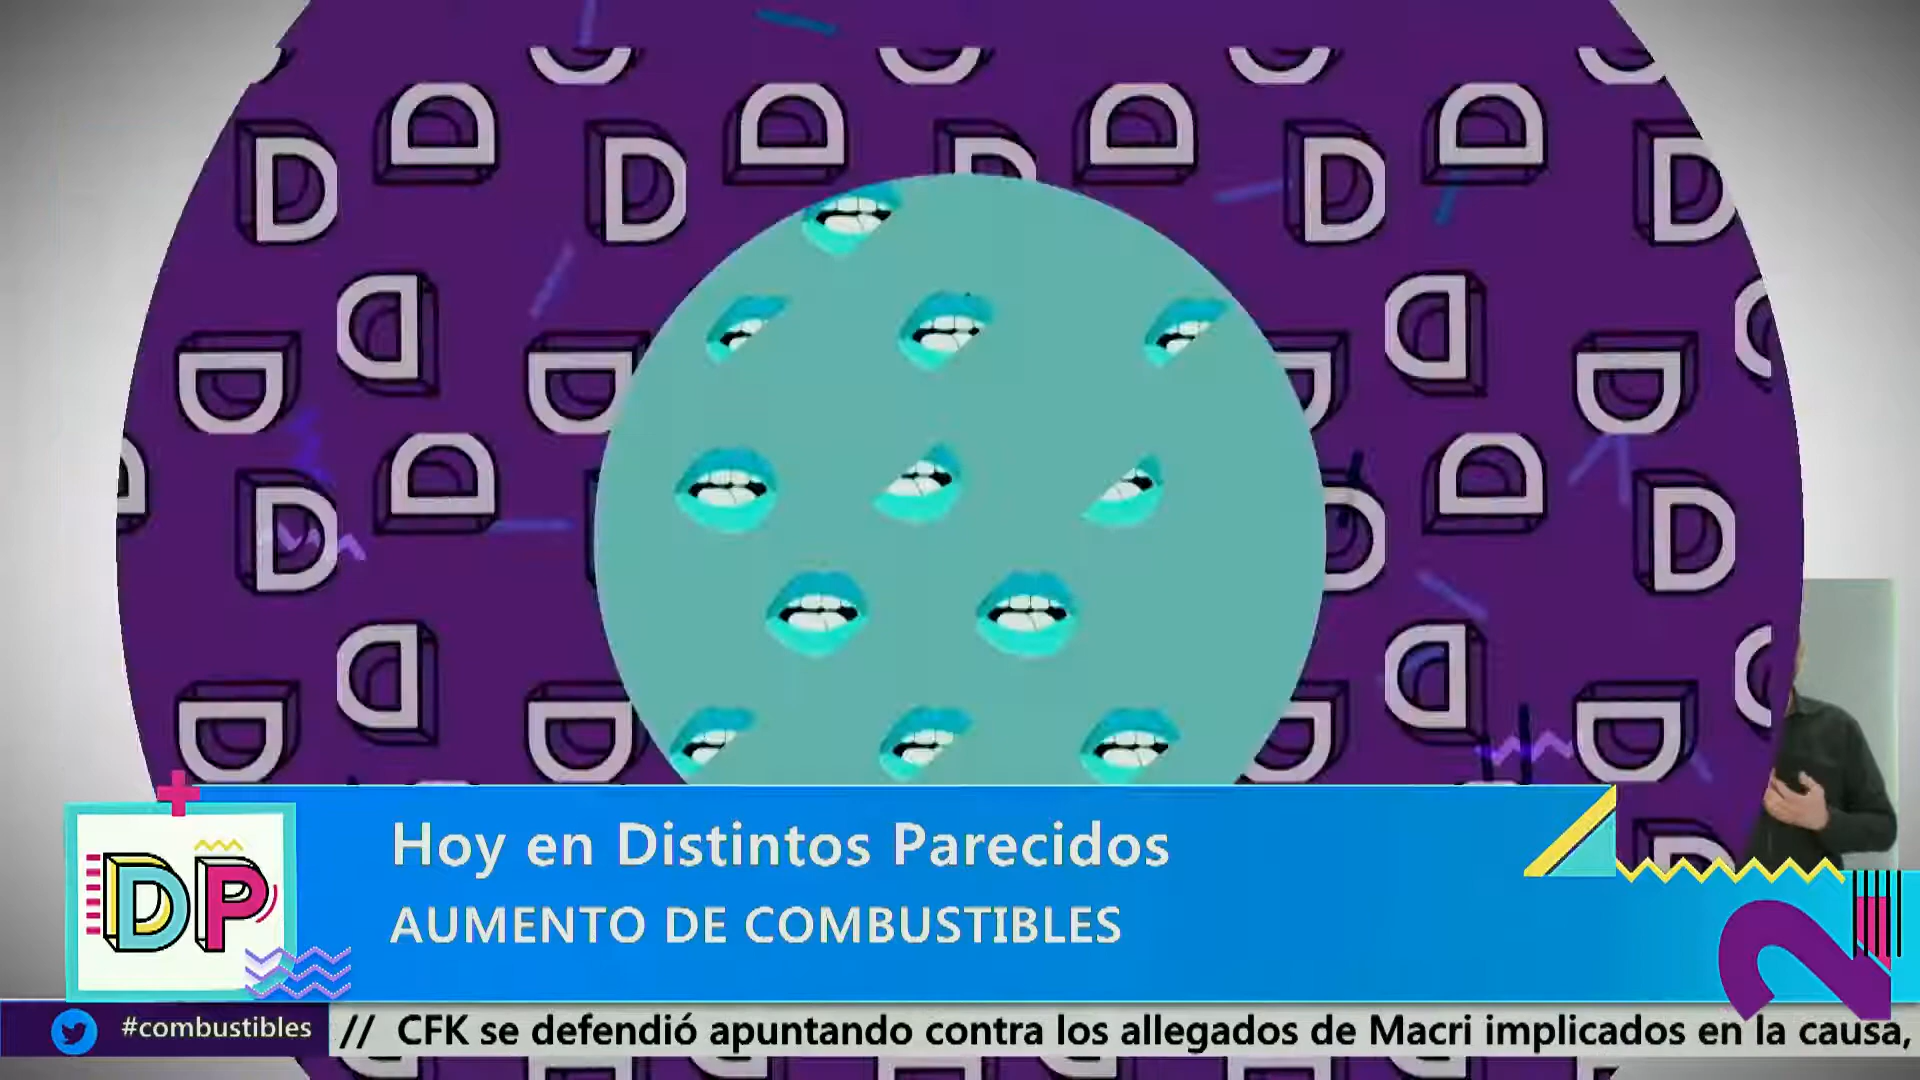 Hoy en Distintos Parecidos
AUMENTO DE COMBUSTIBLES
DP
#combustibles
// CFK se defendió apuntando contra los allegados de Macri implicados en la causa,